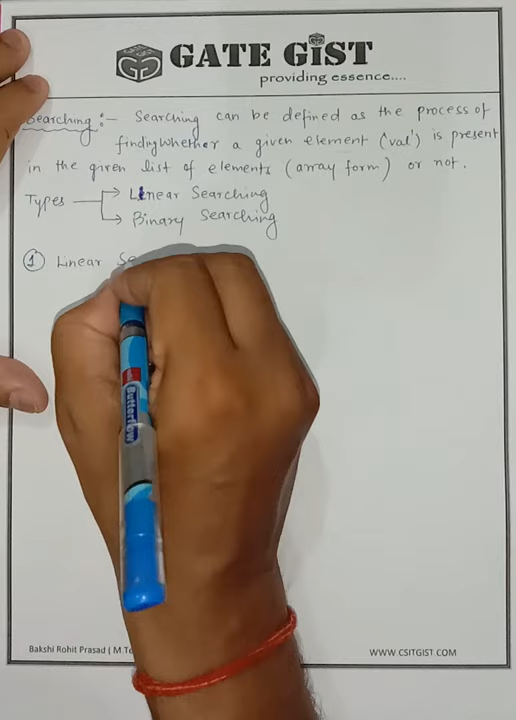 GATE GiST
providing essence....
Searching :- Searching can be defined as the process of
finding whether a given element ('val') is present
in the given list of elements (array form) or not.
Types → Linear Searching
→ Binary Searching
① Linear Se
Butterflow
Bakshi Rohit Prasad ( M.Te
WWW.CSITGIST.COM